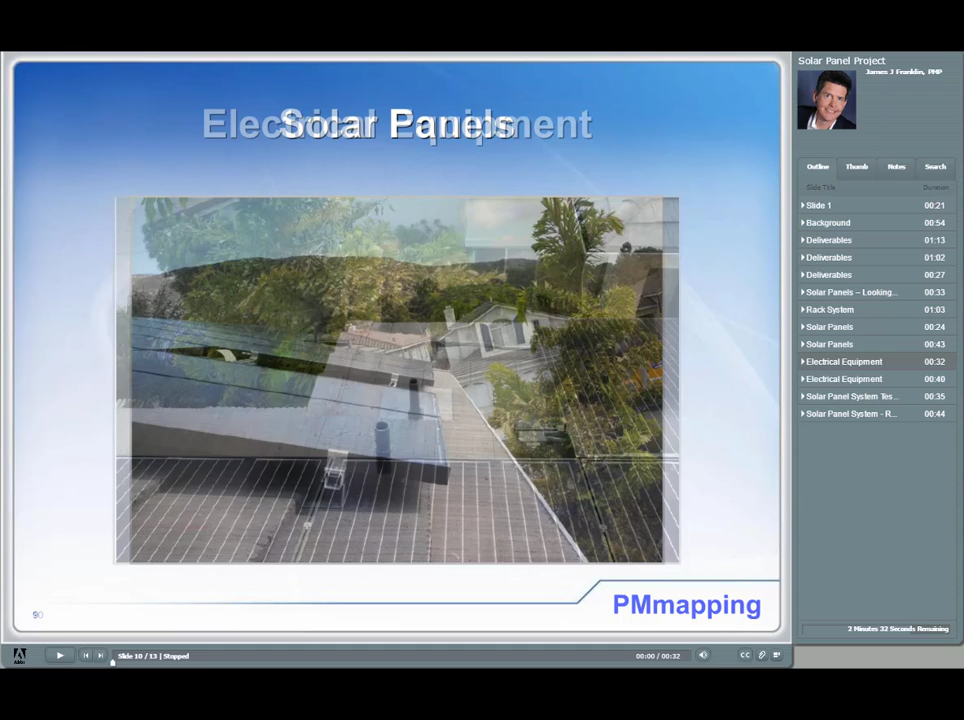 Solar Panel Project
James J Franklin, PMP
Electrical Equipment
Solar Panels
Outline Thumb Notes Search
Slide Title Duration
Slide 1 00:21
Background 00:54
Deliverables 01:13
Deliverables 01:02
Deliverables 00:27
Solar Panels – Looking... 00:33
Rack System 01:03
Solar Panels 00:24
Solar Panels 00:43
Electrical Equipment 00:32
Electrical Equipment 00:40
Solar Panel System Tes... 00:35
Solar Panel System - R... 00:44
PMmapping
2 Minutes 32 Seconds Remaining
Slide 10 / 13 | Stopped 00:00 / 00:32
CC